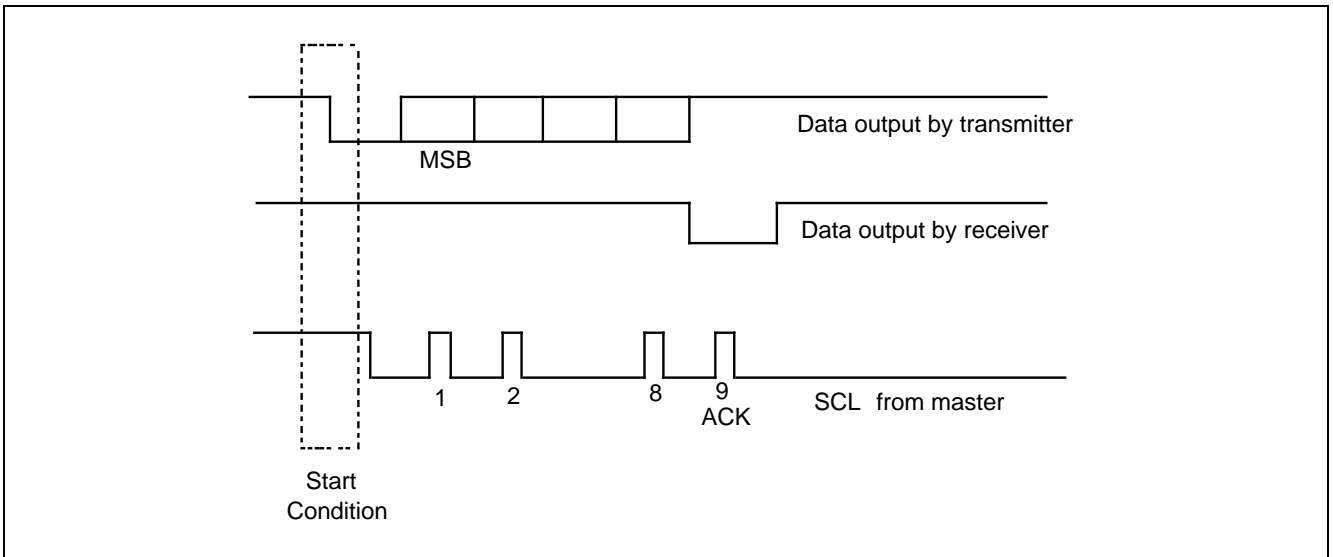 Data output by transmitter
MSB
Data output by receiver
1
2
8
9
ACK
SCL from master
Start
Condition